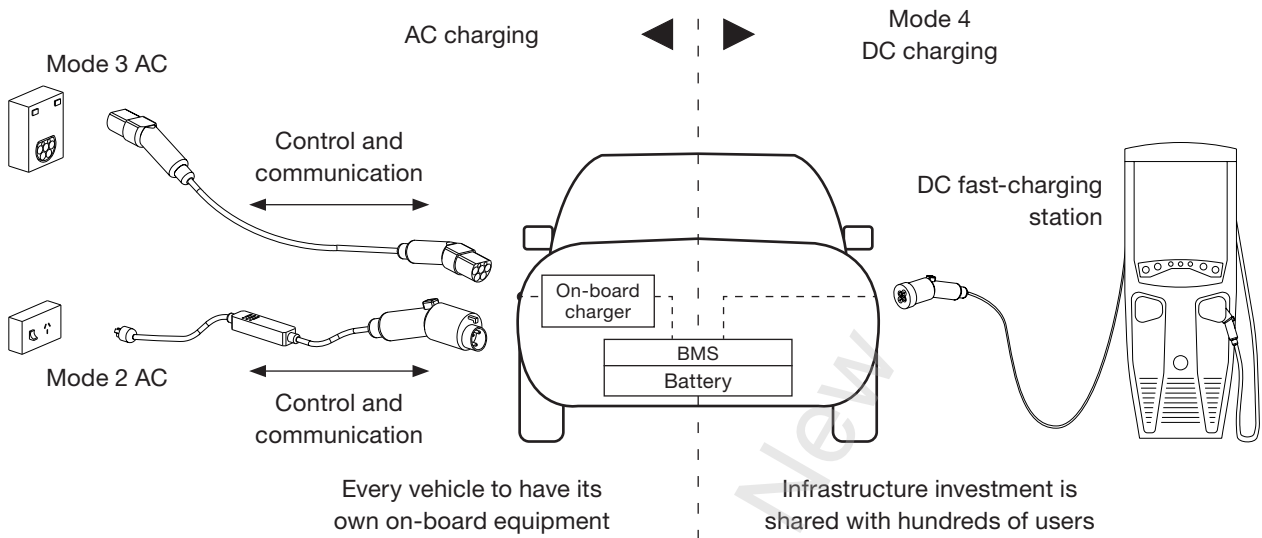 AC charging
Mode 4
DC charging
Mode 3 AC
Control and
communication
DC fast-charging
station
On-board
charger
BMS
Battery
Mode 2 AC
Control and
communication
Every vehicle to have its
own on-board equipment
Infrastructure investment is
shared with hundreds of users
New